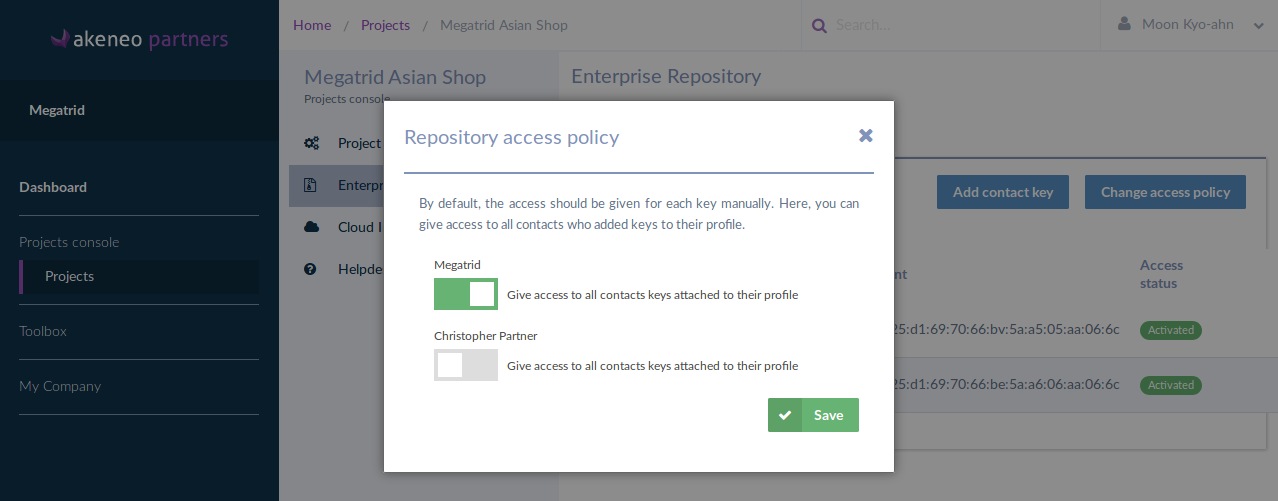 akeneo partners
Megatrid
Dashboard
Projects console
Projects
Toolbox
My Company
Home / Projects / Megatrid Asian Shop
Search...
Moon Kyo-ahn
Megatrid Asian Shop
Projects console
Project
Enterpr
Cloud I
Helpde
Enterprise Repository
Add contact key
Change access policy
nt
Access
status
25:d1:69:70:66:bv:5a:a5:05:aa:06:6c
Activated
25:d1:69:70:66:be:5a:a6:06:aa:06:6c
Activated
Repository access policy
By default, the access should be given for each key manually. Here, you can
give access to all contacts who added keys to their profile.
Megatrid
Give access to all contacts keys attached to their profile
Christopher Partner
Give access to all contacts keys attached to their profile
Save